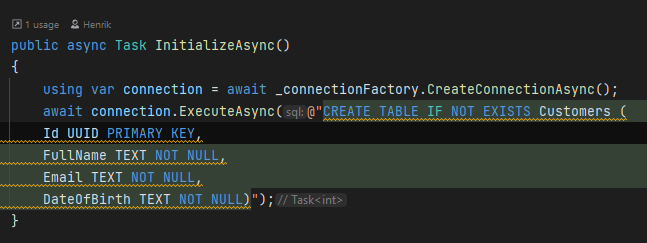 1 usage Henrik
public async Task InitializeAsync()
{
using var connection = await _connectionFactory.CreateConnectionAsync();
await connection.ExecuteAsync(sql:@"CREATE TABLE IF NOT EXISTS Customers (
Id UUID PRIMARY KEY,
FullName TEXT NOT NULL,
Email TEXT NOT NULL,
DateOfBirth TEXT NOT NULL)"); // Task<int>
}